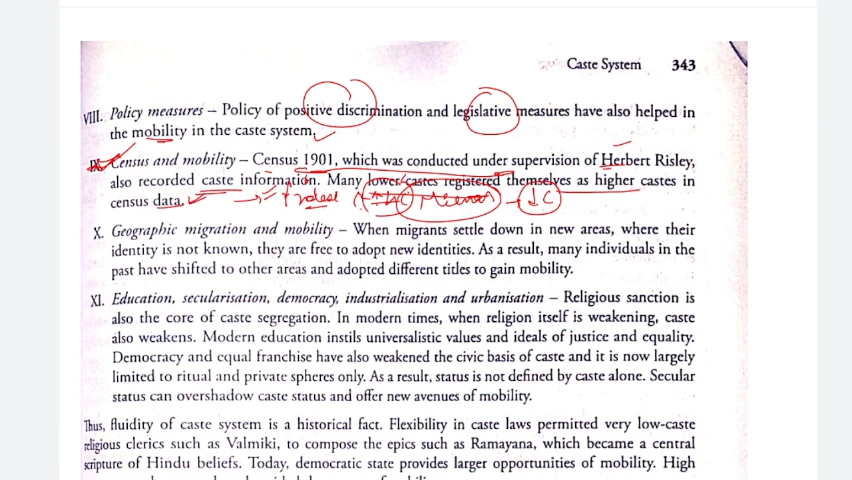 Caste System 343
VIII. Policy measures – Policy of positive discrimination and legislative measures have also helped in
the mobility in the caste system.
IX. Census and mobility – Census 1901, which was conducted under supervision of Herbert Risley,
also recorded caste information. Many lower castes registered themselves as higher castes in
census data.
X. Geographic migration and mobility – When migrants settle down in new areas, where their
identity is not known, they are free to adopt new identities. As a result, many individuals in the
past have shifted to other areas and adopted different titles to gain mobility.
XI. Education, secularisation, democracy, industrialisation and urbanisation – Religious sanction is
also the core of caste segregation. In modern times, when religion itself is weakening, caste
also weakens. Modern education instils universalistic values and ideals of justice and equality.
Democracy and equal franchise have also weakened the civic basis of caste and it is now largely
limited to ritual and private spheres only. As a result, status is not defined by caste alone. Secular
status can overshadow caste status and offer new avenues of mobility.
Thus, fluidity of caste system is a historical fact. Flexibility in caste laws permitted very low-caste
religious clerics such as Valmiki, to compose the epics such as Ramayana, which became a central
scripture of Hindu beliefs. Today, democratic state provides larger opportunities of mobility. High